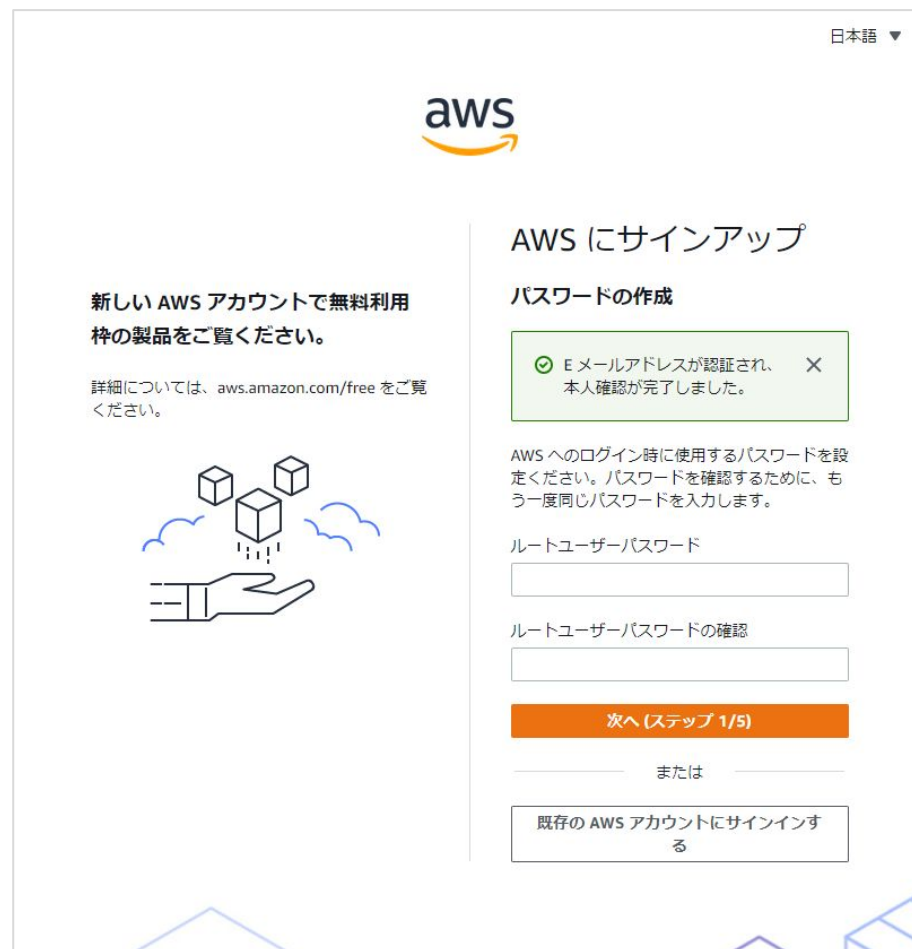 日本語 ▼
aws
新しい AWS アカウントで無料利用
枠の製品をご覧ください。
詳細については、aws.amazon.com/free をご覧
ください。
AWS にサインアップ
パスワードの作成
E メールアドレスが認証され、
本人確認が完了しました。
AWS へのログイン時に使用するパスワードを設
定ください。パスワードを確認するために、も
う一度同じパスワードを入力します。
ルートユーザーパスワード
ルートユーザーパスワードの確認
次へ (ステップ 1/5)
または
既存の AWS アカウントにサインインす
る